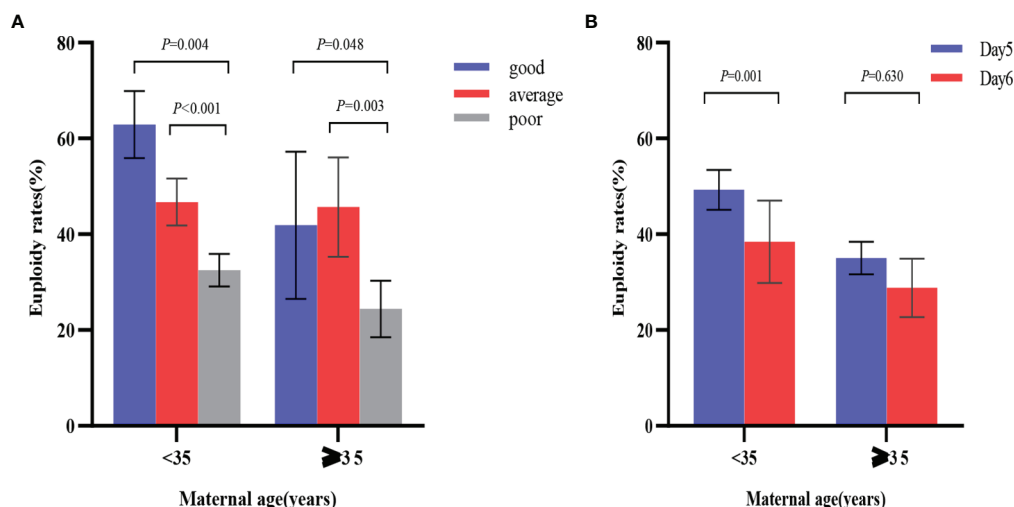 A
80
60
40
20
0
Euploidy rates(%)
P=0.004
P=0.048
P<0.001
P=0.003
good
average
poor
<35
≥35
Maternal age(years)
B
80
60
40
20
0
Euploidy rates(%)
P=0.001
P=0.630
Day5
Day6
<35
≥35
Maternal age(years)